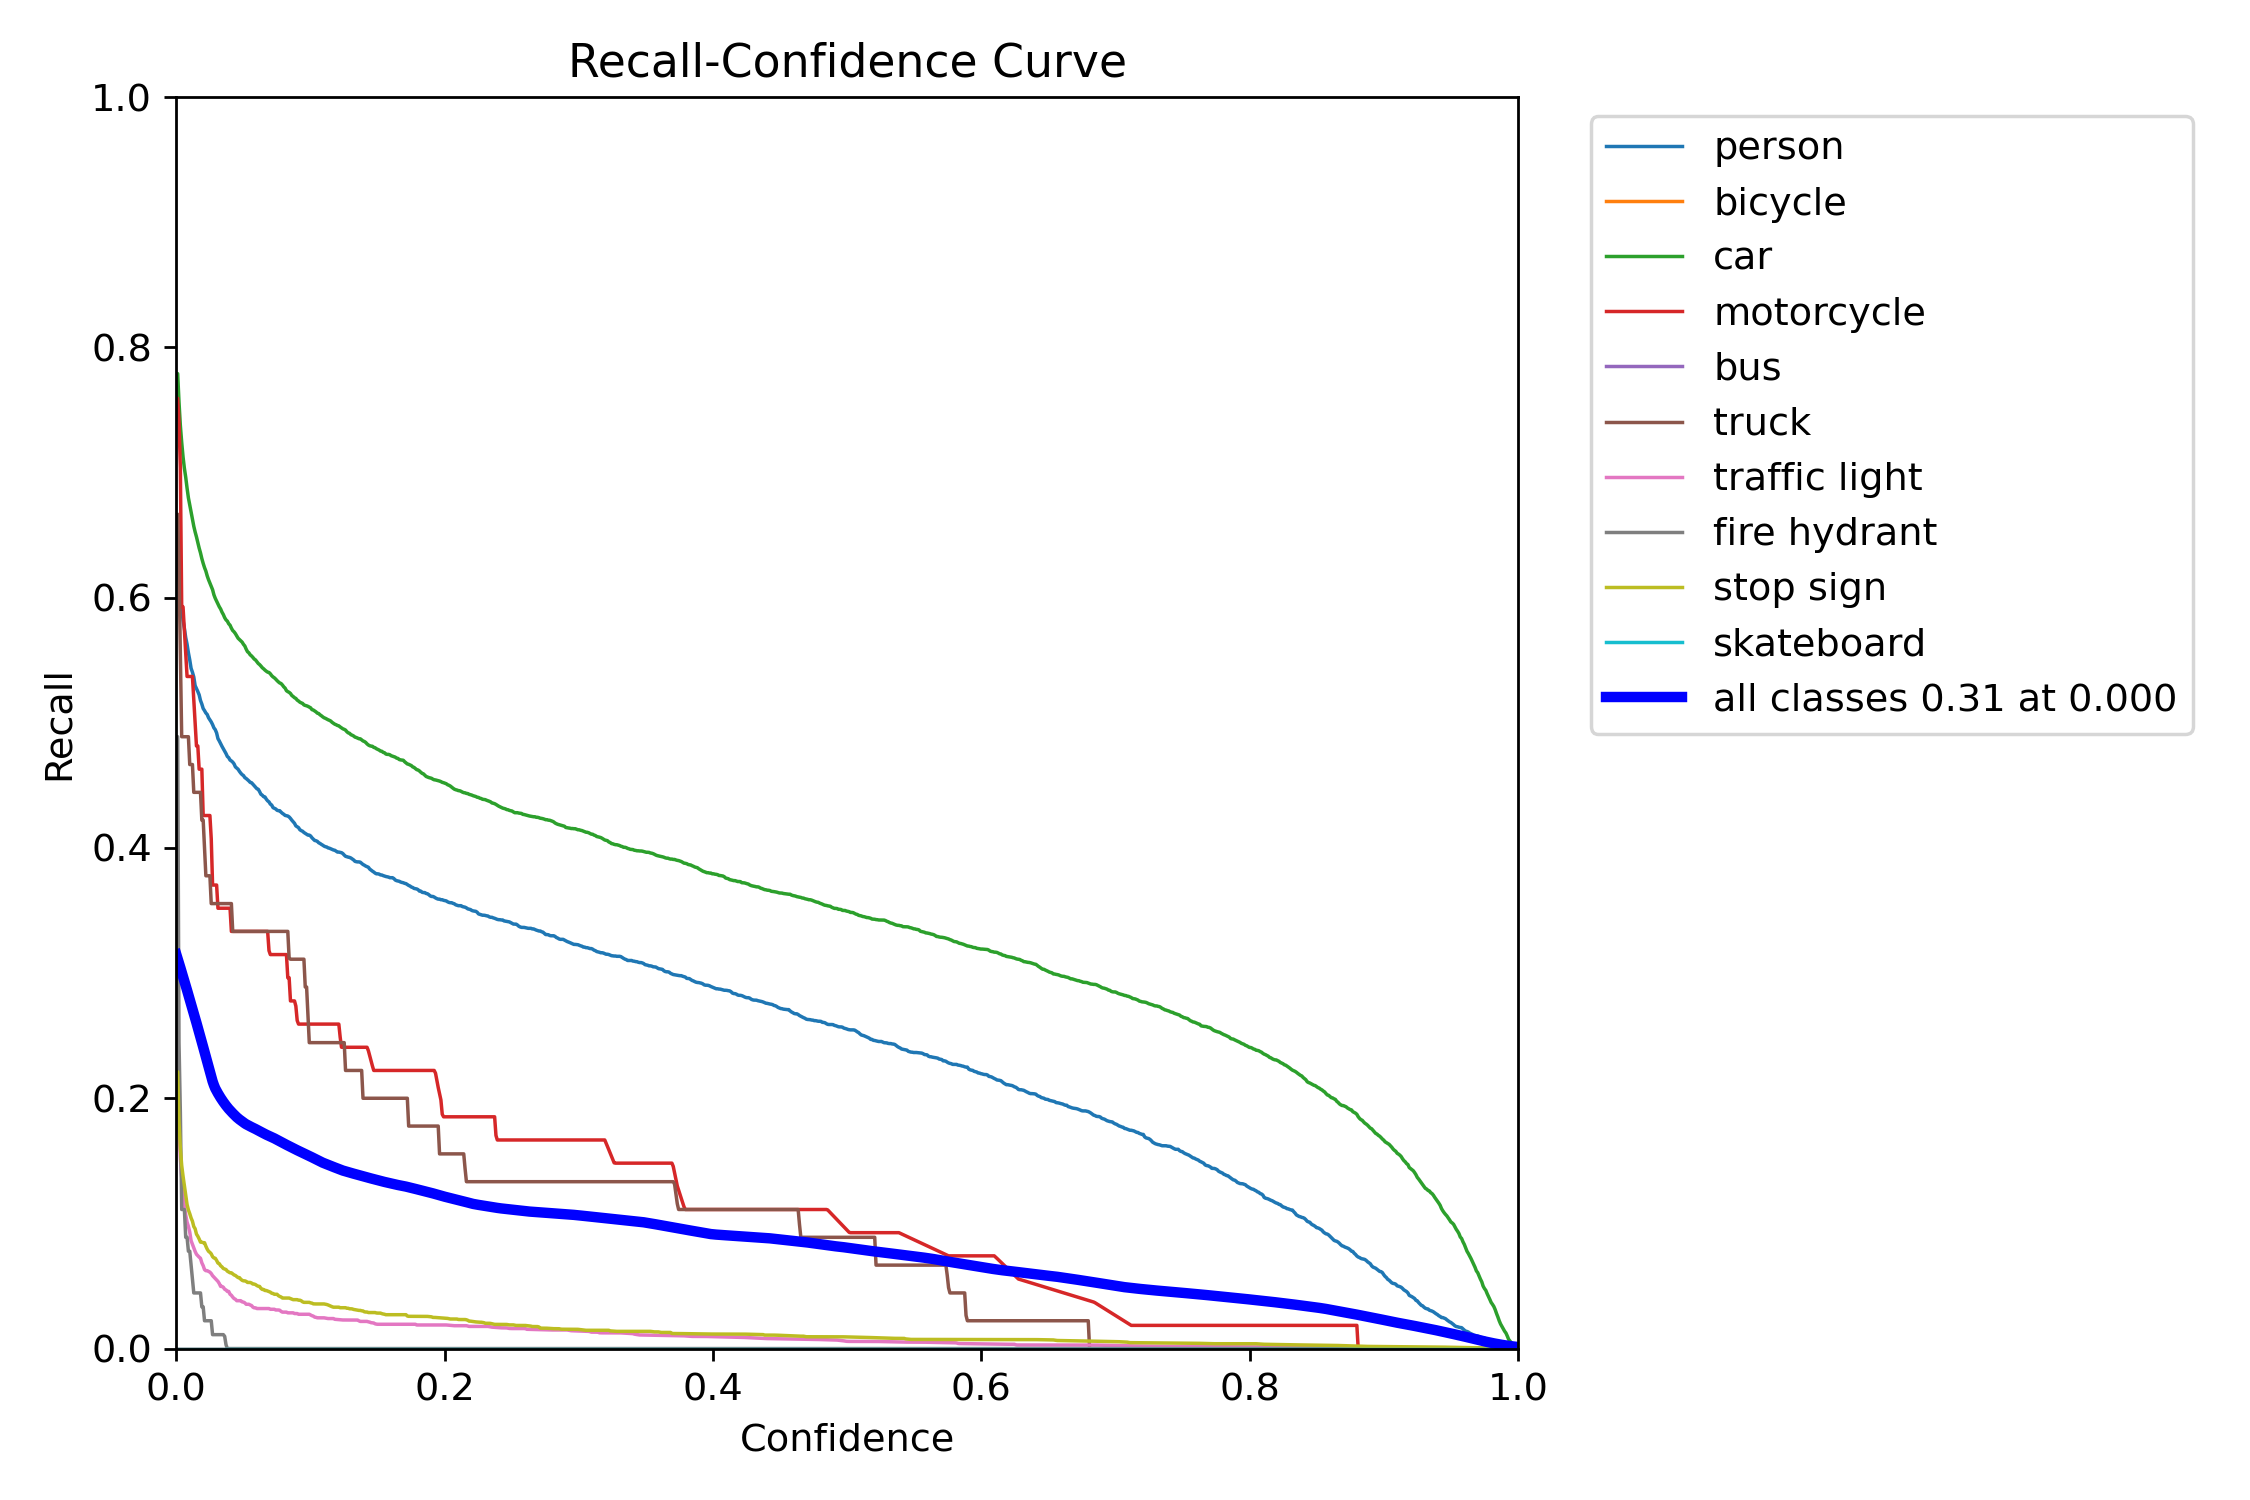 Recall-Confidence Curve
1.0
0.8
0.6
0.4
0.2
0.0
Recall
0.0 0.2 0.4 0.6 0.8 1.0
Confidence
person
bicycle
car
motorcycle
bus
truck
traffic light
fire hydrant
stop sign
skateboard
all classes 0.31 at 0.000